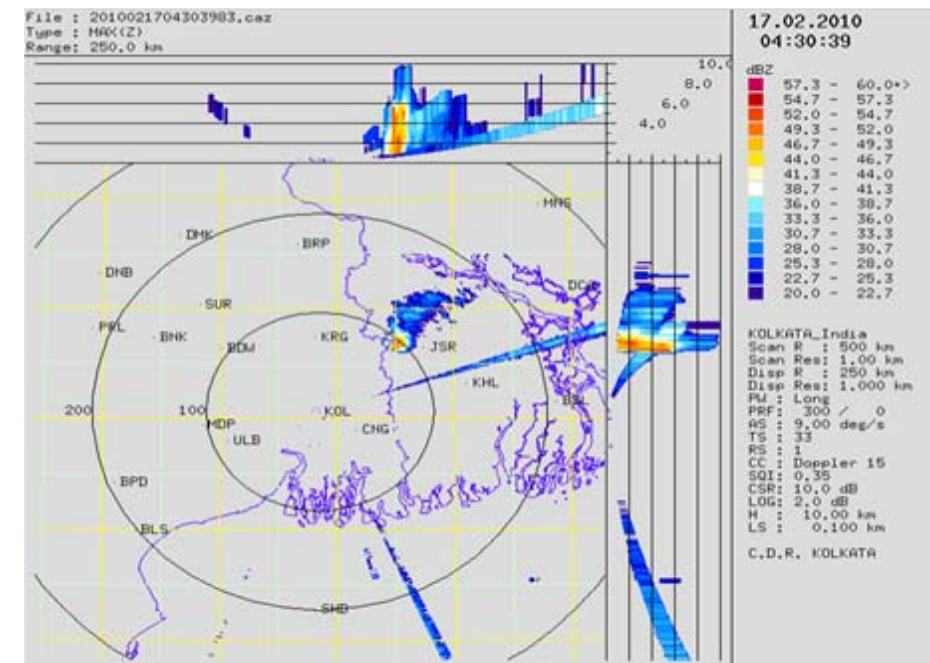 File : 2010021704303983.caz
Type : MAX(Z)
Range: 250.0 km
10.0
8.0
6.0
4.0
17.02.2010
04:30:39
dBZ
57.3 - 60.0+>
54.7 - 57.3
52.0 - 54.7
49.3 - 52.0
46.7 - 49.3
44.0 - 46.7
41.3 - 44.0
38.7 - 41.3
36.0 - 38.7
33.3 - 36.0
30.7 - 33.3
28.0 - 30.7
25.3 - 28.0
22.7 - 25.3
20.0 - 22.7
KOLKATA_India
Scan R : 500 km
Scan Res: 1.00 km
Disp R : 250 km
Disp Res: 1.000 km
PW : Long
PRF: 300 / 0
AS : 9.00 deg/s
TS : 33
RS : 1
CC : Doppler 15
SQI: 0.35
CSR: 10.0 dB
LOG: 2.0 dB
H : 10.00 km
LS : 0.100 km
C.D.R. KOLKATA
MNS
DMK
BRP
DNB
SUR
PRL
BNK
BDW
KRG
JSR
KHL
200
100
KOL
MDP
CNG
ULB
BPD
BLS
SHD